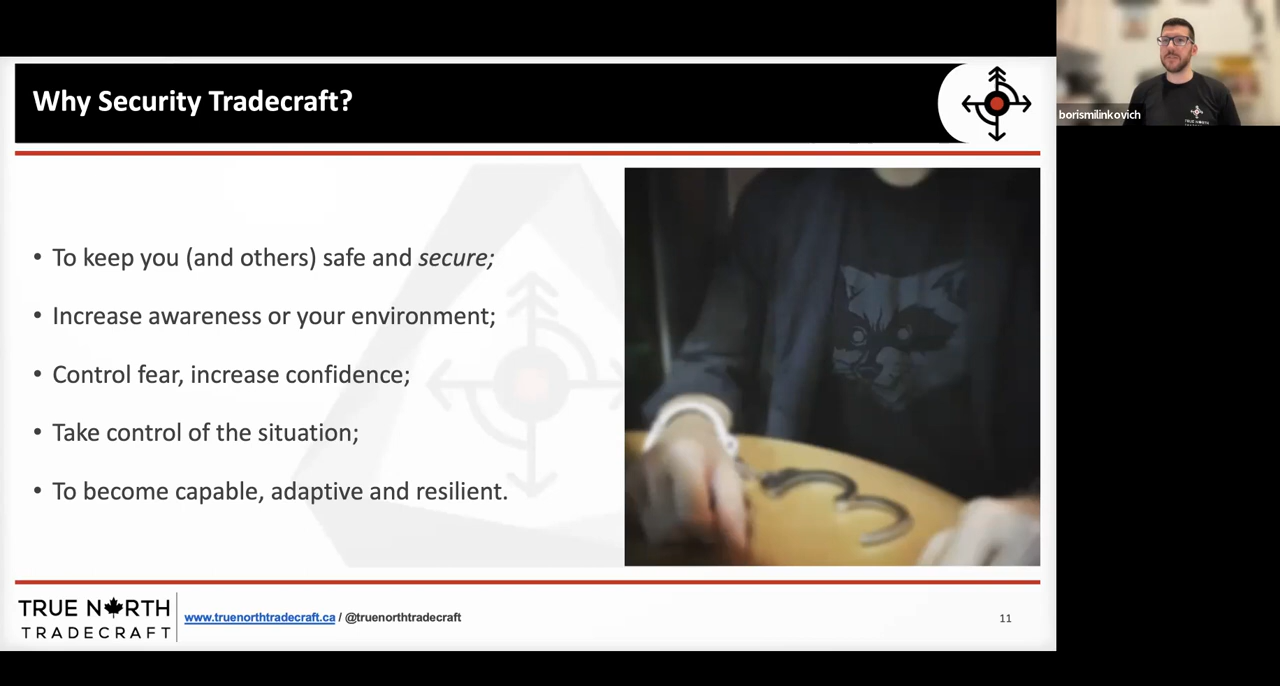 Why Security Tradecraft?
borismilinkovich
• To keep you (and others) safe and secure;
• Increase awareness or your environment;
• Control fear, increase confidence;
• Take control of the situation;
• To become capable, adaptive and resilient.
TRUE NORTH
TRADECRAFT
www.truenorthtradecraft.ca / @truenorthtradecraft
11
TRUE NORTH